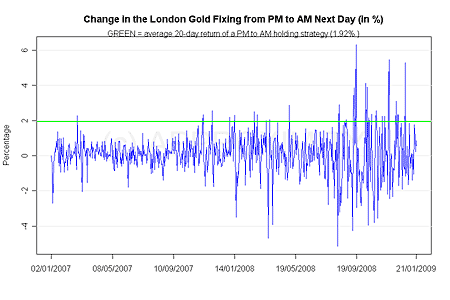 Change in the London Gold Fixing from PM to AM Next Day (in %)
GREEN = average 20-day return of a PM to AM holding strategy (1.92% )
Percentage
6
4
2
0
-2
-4
02/01/2007 08/05/2007 10/09/2007 14/01/2008 19/05/2008 19/09/2008 21/01/2009